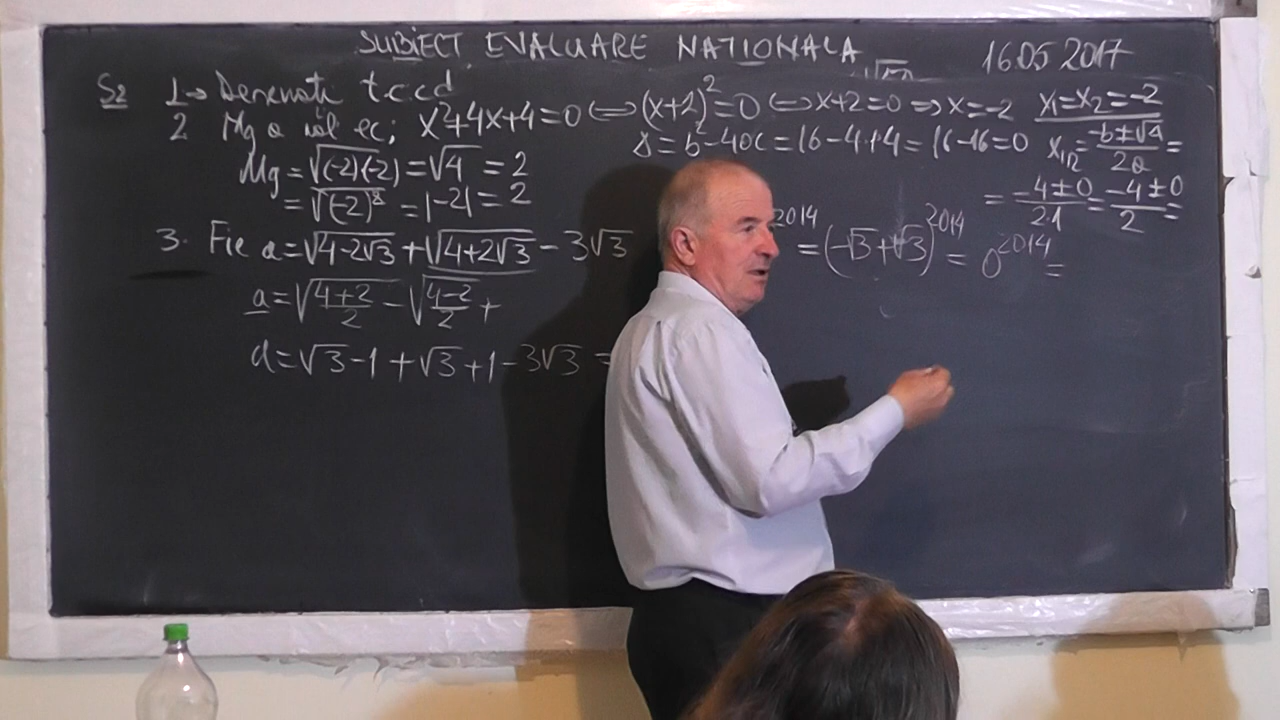 SUBIECT EVALUARE NATIONALA 16.05 2017
S2 1→ Desenati t.c.c.d
2 Mg a sol ec; x²+4x+4=0 ⟺ (x+2)²=0 ⟺ x+2=0 ⟹ x=-2 x₁=x₂=-2
Δ=b²-4ac=16-4·1·4=16-16=0 x₁,₂=(-b±√Δ)/2a=
Mg=√(-2)(-2)=√4=2
=√(-2)²=|-2|=2
=(-4±0)/2·1=(-4±0)/2=
3. Fie a=√4-2√3+√4+2√3-3√3 2014=(-√3+√3)^2014=0^2014=
a=√(4+2)/2-√(4-2)/2+
a=√3-1+√3+1-3√3=